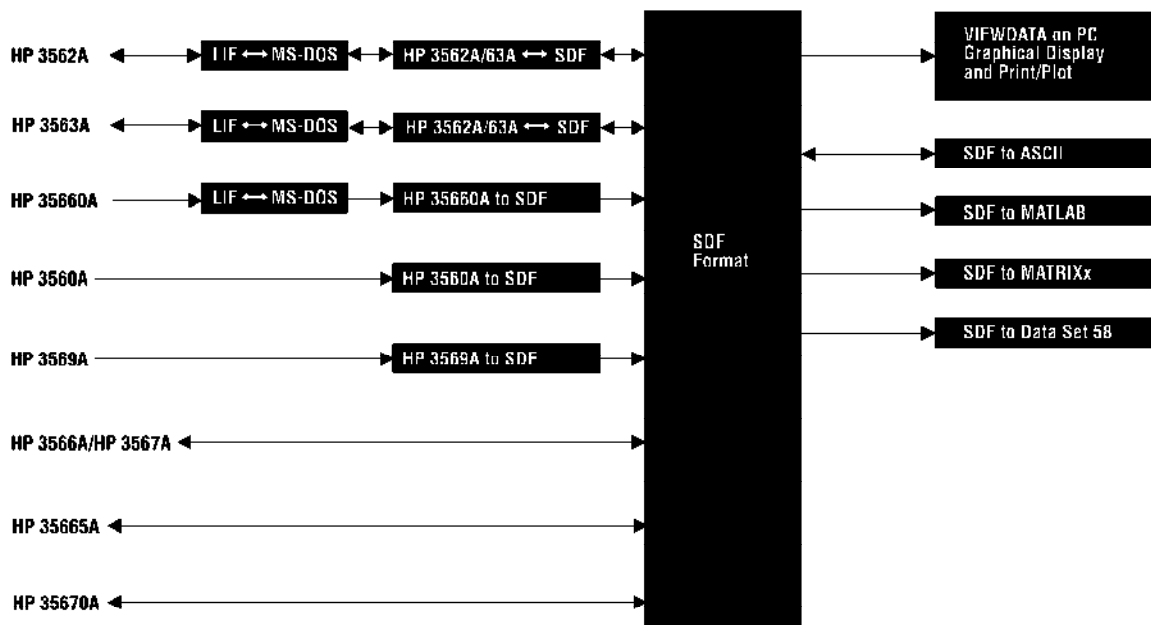 HP 3562A
LIF ↔ MS-DOS
HP 3562A/63A ↔ SDF
HP 3563A
LIF ↔ MS-DOS
HP 3562A/63A ↔ SDF
HP 35660A
LIF ↔ MS-DOS
HP 35660A to SDF
HP 3560A
HP 3560A to SDF
HP 3569A
HP 3569A to SDF
HP 3566A/HP 3567A
HP 35665A
HP 35670A
SDF
Format
VIEWDATA on PC
Graphical Display
and Print/Plot
SDF to ASCII
SDF to MATLAB
SDF to MATRIXx
SDF to Data Set 58